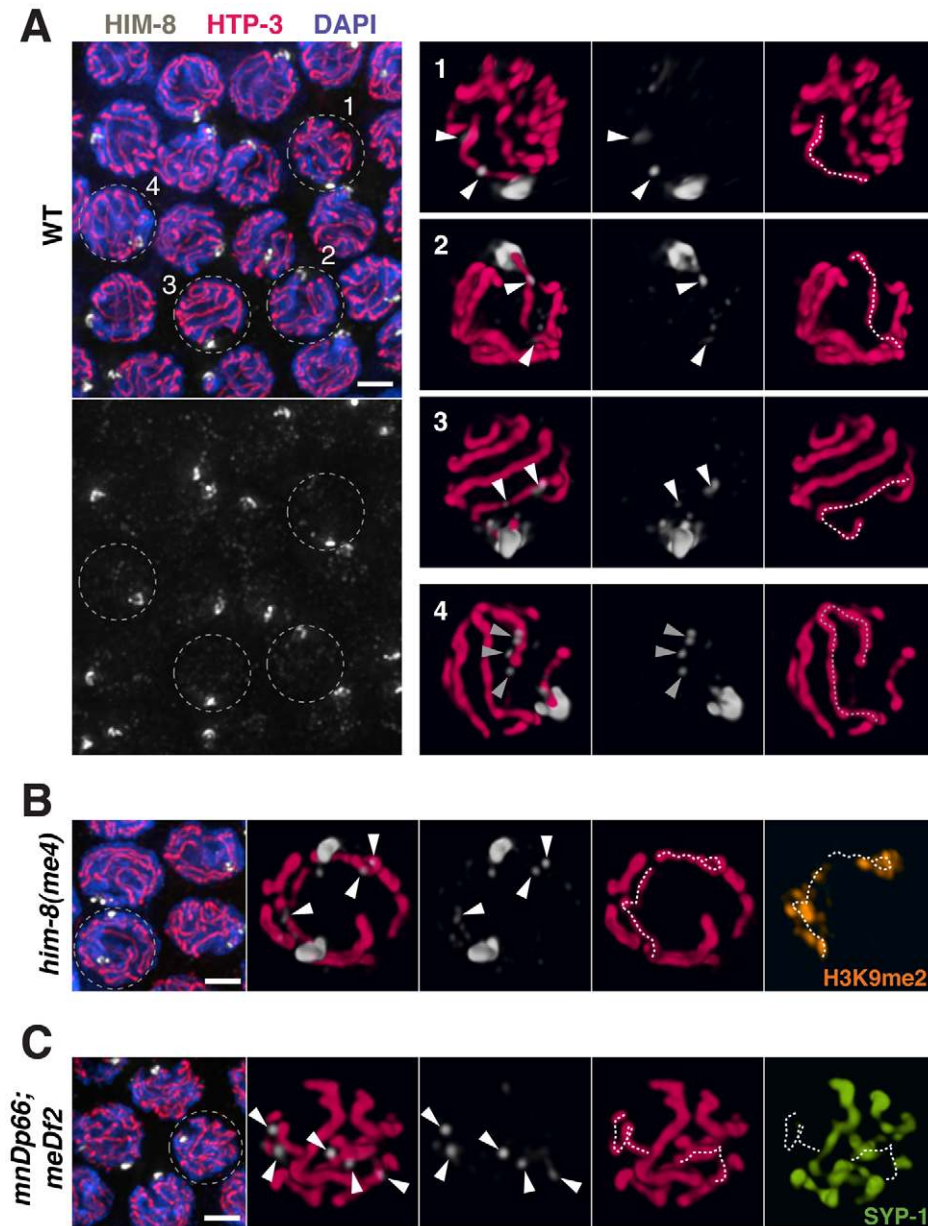 A
HIM-8 HTP-3 DAPI
WT
1
4
2
3
1
2
3
4
B
him-8(me4)
H3K9me2
C
mnDp66;
meDf2
SYP-1